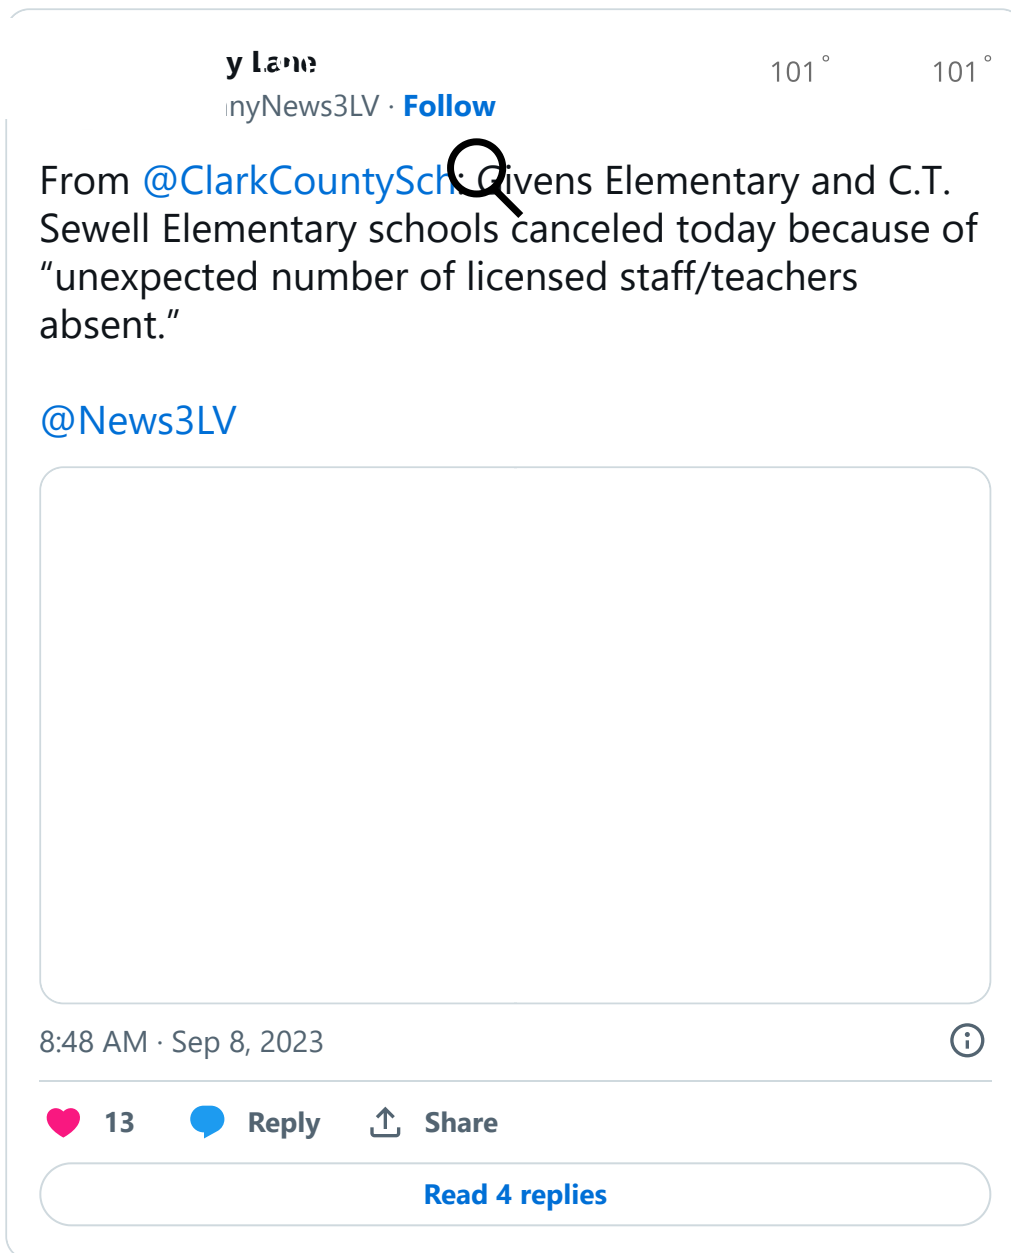 y Lane
101° 101°
nyNews3LV · Follow
From @ClarkCountySch: Givens Elementary and C.T.
Sewell Elementary schools canceled today because of
“unexpected number of licensed staff/teachers
absent.”
@News3LV
8:48 AM · Sep 8, 2023
13 Reply Share
Read 4 replies